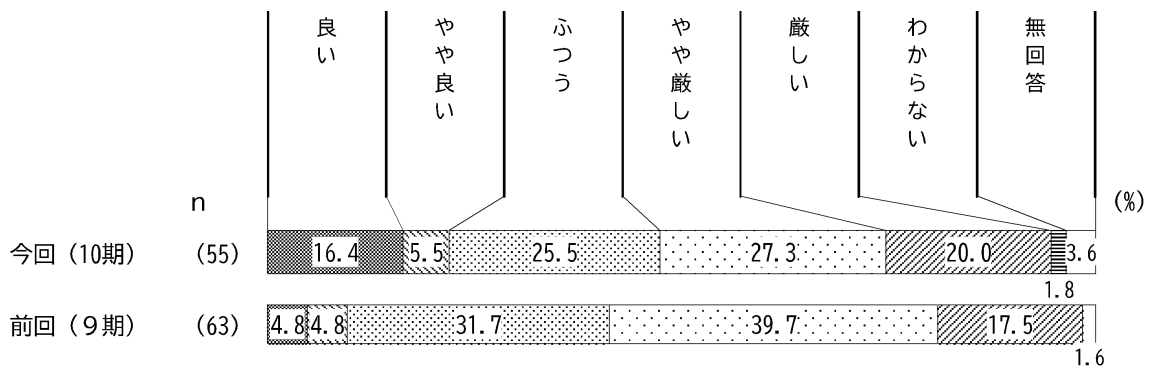 良い
やや良い
ふつう
やや厳しい
厳しい
わからない
無回答
n
(%)
今回（10期） (55) 16.4 5.5 25.5 27.3 20.0 3.6
1.8
前回（９期） (63) 4.8 4.8 31.7 39.7 17.5
1.6